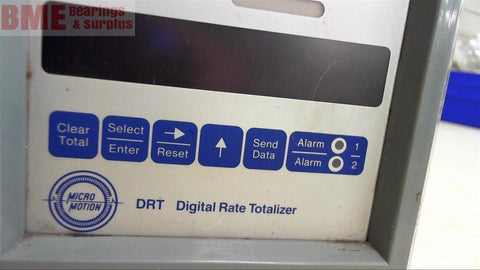 BME Bearings
& Surplus
Clear
Total
Select
Enter
→
Reset
↑
Send
Data
Alarm 1
Alarm 2
MICRO
MOTION
DRT Digital Rate Totalizer